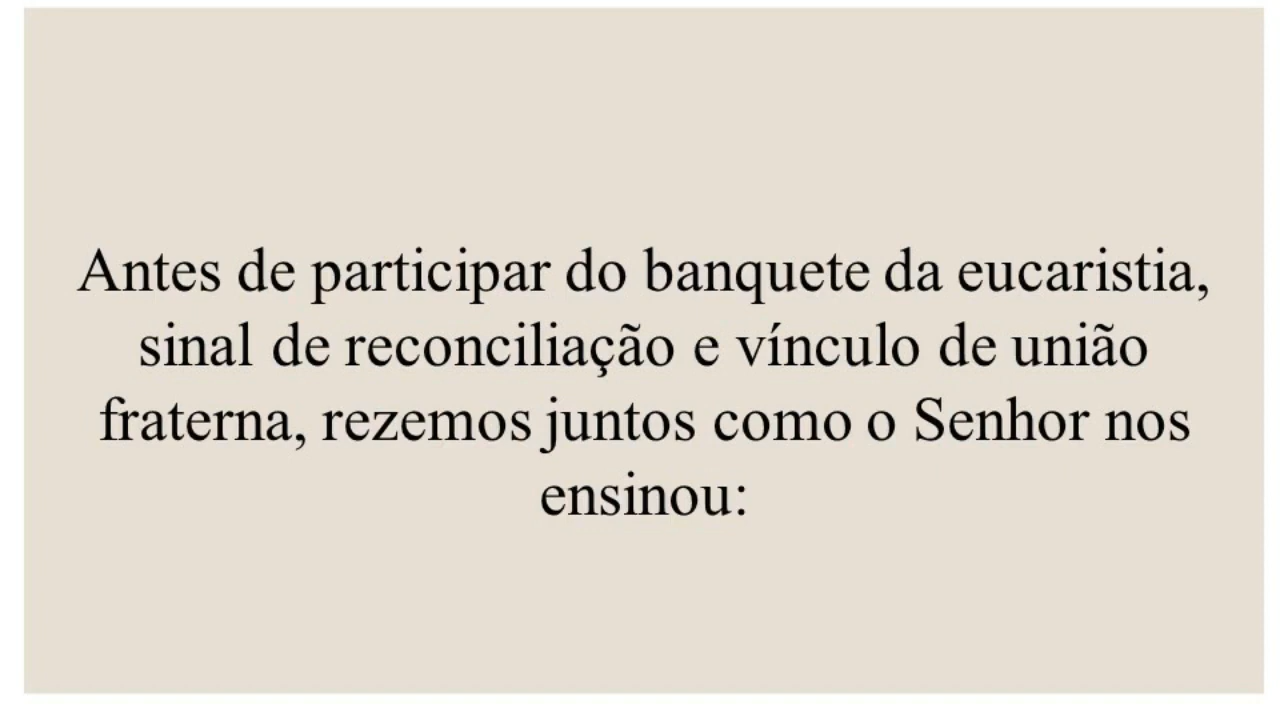 Antes de participar do banquete da eucaristia,
sinal de reconciliação e vínculo de união
fraterna, rezemos juntos como o Senhor nos
ensinou: